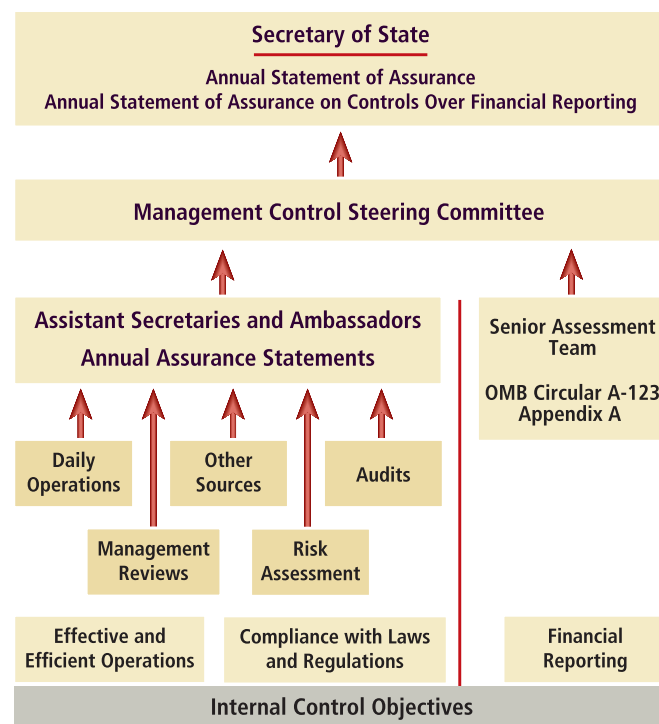 Secretary of State
Annual Statement of Assurance
Annual Statement of Assurance on Controls Over Financial Reporting
Management Control Steering Committee
Assistant Secretaries and Ambassadors
Annual Assurance Statements
Senior Assessment
Team
OMB Circular A-123
Appendix A
Daily
Operations
Other
Sources
Audits
Management
Reviews
Risk
Assessment
Effective and
Efficient Operations
Compliance with Laws
and Regulations
Financial
Reporting
Internal Control Objectives